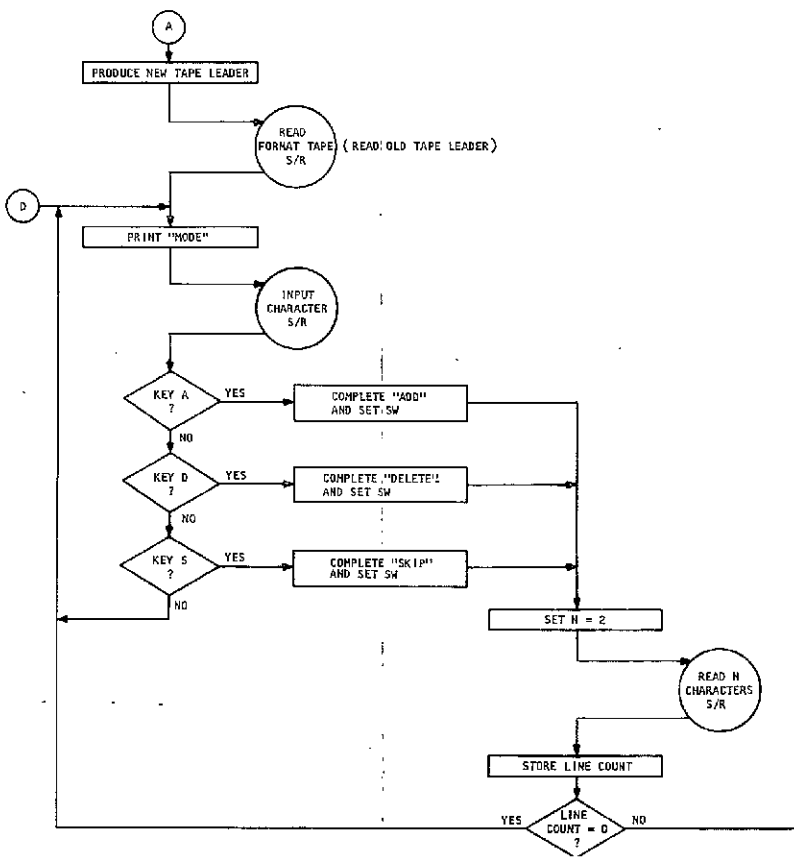 A
PRODUCE NEW TAPE LEADER
READ
FORMAT TAPE
S/R
(READ OLD TAPE LEADER)
D
PRINT "MODE"
INPUT
CHARACTER
S/R
KEY A
?
YES
COMPLETE "ADD"
AND SET SW
NO
KEY D
?
YES
COMPLETE "DELETE"
AND SET SW
NO
KEY S
?
YES
COMPLETE "SKIP"
AND SET SW
NO
SET N = 2
READ N
CHARACTERS
S/R
STORE LINE COUNT
YES
LINE
COUNT = 0
?
NO